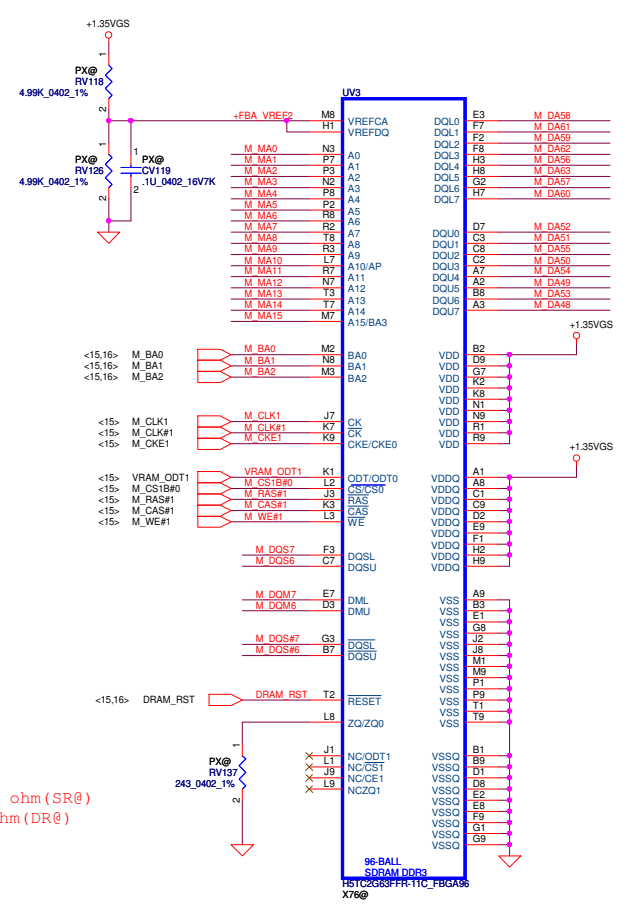 +1.35VGS
1
PX@
RV118
4.99K_0402_1%
2
1
PX@
RV126
4.99K_0402_1%
2
1
PX@
CV119
.1U_0402_16V7K
2
UV3
+FBA_VREF2 M8 VREFCA
H1 VREFDQ
M_MA0 N3 A0
M_MA1 P7 A1
M_MA2 P3 A2
M_MA3 N2 A3
M_MA4 P8 A4
M_MA5 P2 A5
M_MA6 R8 A6
M_MA7 R2 A7
M_MA8 T8 A8
M_MA9 R3 A9
M_MA10 L7 A10/AP
M_MA11 R7 A11
M_MA12 N7 A12
M_MA13 T3 A13
M_MA14 T7 A14
M_MA15 M7 A15/BA3
<15,16> M_BA0 M_BA0 M2 BA0
<15,16> M_BA1 M_BA1 N8 BA1
<15,16> M_BA2 M_BA2 M3 BA2
<15> M_CLK1 M_CLK1 J7 CK
<15> M_CLK#1 M_CLK#1 K7 CK
<15> M_CKE1 M_CKE1 K9 CKE/CKE0
<15> VRAM_ODT1 VRAM_ODT1 K1 ODT/ODT0
<15> M_CS1B#0 M_CS1B#0 L2 CS/CS0
<15> M_RAS#1 M_RAS#1 J3 RAS
<15> M_CAS#1 M_CAS#1 K3 CAS
<15> M_WE#1 M_WE#1 L3 WE
M_DQS7 F3 DQSL
M_DQS6 C7 DQSU
M_DQM7 E7 DML
M_DQM6 D3 DMU
M_DQS#7 G3 DQSL
M_DQS#6 B7 DQSU
<15,16> DRAM_RST DRAM_RST T2 RESET
L8 ZQ/ZQ0
1
PX@
RV137
243_0402_1%
2
J1 NC/ODT1
L1 NC/CS1
J9 NC/CE1
L9 NCZQ1
ohm(SR@)
hm(DR@)
DQL0 E3 M_DA58
DQL1 F7 M_DA61
DQL2 F2 M_DA59
DQL3 F8 M_DA62
DQL4 H3 M_DA56
DQL5 H8 M_DA63
DQL6 G2 M_DA57
DQL7 H7 M_DA60
DQU0 D7 M_DA52
DQU1 C3 M_DA51
DQU2 C8 M_DA55
DQU3 C2 M_DA50
DQU4 A7 M_DA54
DQU5 A2 M_DA49
DQU6 B8 M_DA53
DQU7 A3 M_DA48
+1.35VGS
VDD B2
VDD D9
VDD G7
VDD K2
VDD K8
VDD N1
VDD N9
VDD R1
VDD R9
+1.35VGS
VDDQ A1
VDDQ A8
VDDQ C1
VDDQ C9
VDDQ D2
VDDQ E9
VDDQ F1
VDDQ H2
VDDQ H9
VSS A9
VSS B3
VSS E1
VSS G8
VSS J2
VSS J8
VSS M1
VSS M9
VSS P1
VSS P9
VSS T1
VSS T9
VSSQ B1
VSSQ B9
VSSQ D1
VSSQ D8
VSSQ E2
VSSQ E8
VSSQ F9
VSSQ G1
VSSQ G9
96-BALL
SDRAM DDR3
H5TC2G63FFR-11C_FBGA96
X76@